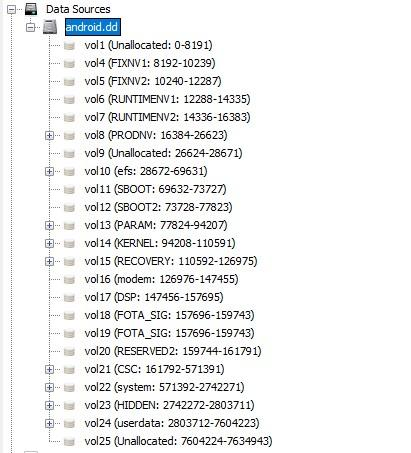 Data Sources
android.dd
vol1 (Unallocated: 0-8191)
vol4 (FIXNV1: 8192-10239)
vol5 (FIXNV2: 10240-12287)
vol6 (RUNTIMENV1: 12288-14335)
vol7 (RUNTIMENV2: 14336-16383)
vol8 (PRODNV: 16384-26623)
vol9 (Unallocated: 26624-28671)
vol10 (efs: 28672-69631)
vol11 (SBOOT: 69632-73727)
vol12 (SBOOT2: 73728-77823)
vol13 (PARAM: 77824-94207)
vol14 (KERNEL: 94208-110591)
vol15 (RECOVERY: 110592-126975)
vol16 (modem: 126976-147455)
vol17 (DSP: 147456-157695)
vol18 (FOTA_SIG: 157696-159743)
vol19 (FOTA_SIG: 157696-159743)
vol20 (RESERVED2: 159744-161791)
vol21 (CSC: 161792-571391)
vol22 (system: 571392-2742271)
vol23 (HIDDEN: 2742272-2803711)
vol24 (userdata: 2803712-7604223)
vol25 (Unallocated: 7604224-7634943)